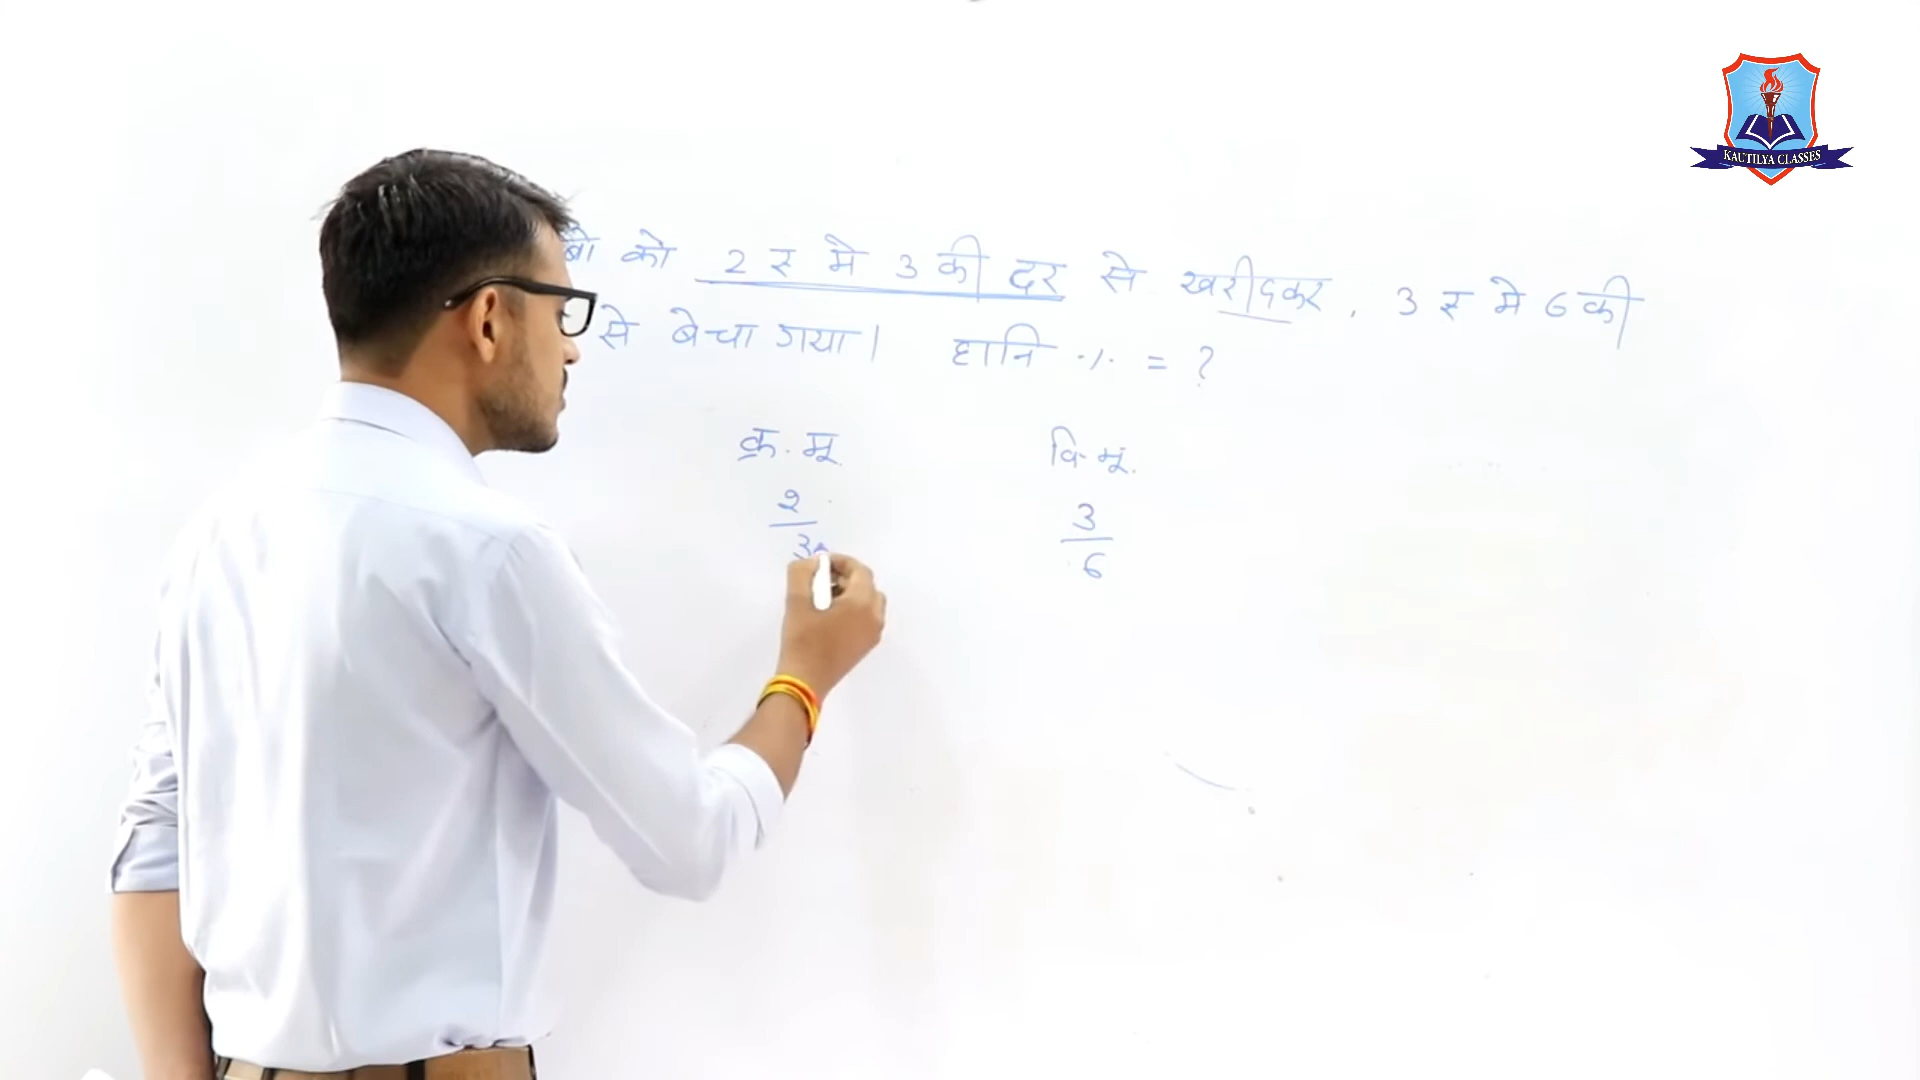 को 2 रु मे 3 की दर से खरीदकर, 3 रु मे 6 की
से बेचा गया। हानि % = ?
क्र. मू. वि. मू.
2/3 3/6
KAUTILYA CLASSES